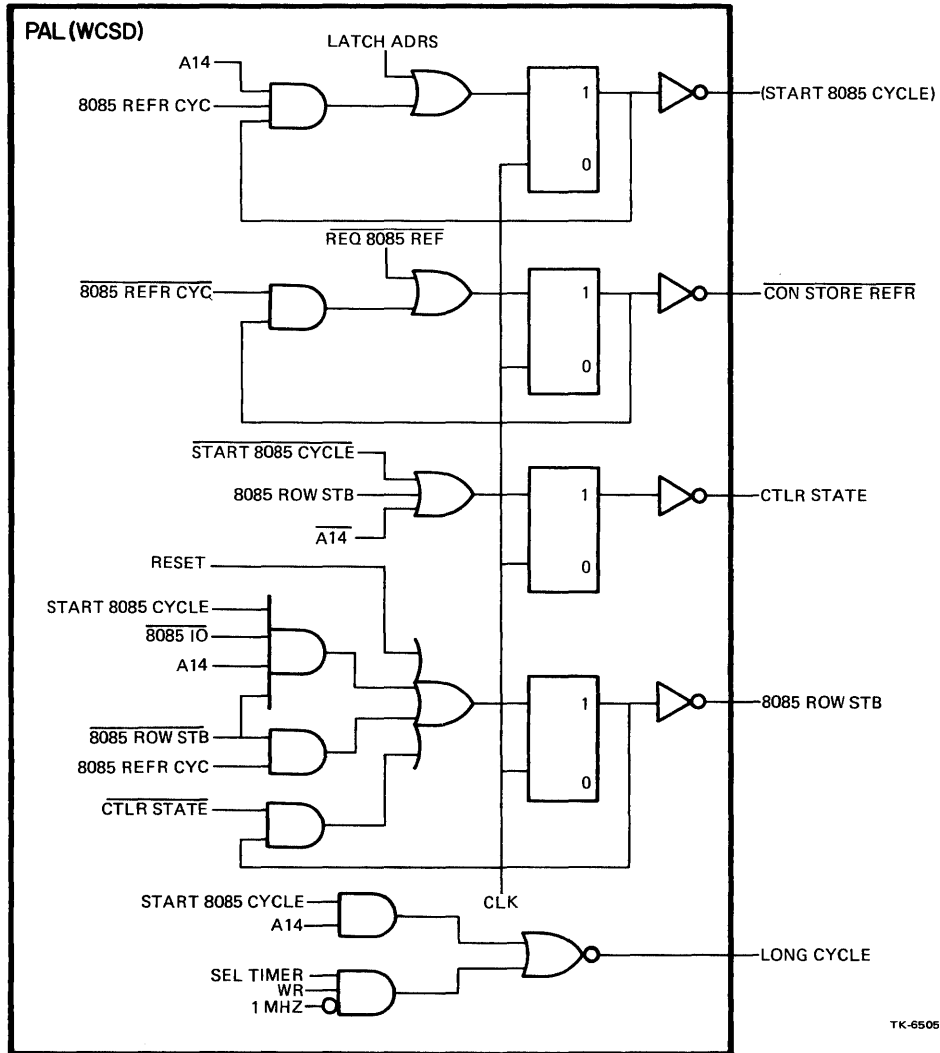 PAL (WCSD)
LATCH ADRS
A14
8085 REFR CYC
1
0
(START 8085 CYCLE)
REQ 8085 REF
8085 REFR CYC
1
0
CON STORE REFR
START 8085 CYCLE
8085 ROW STB
A14
1
0
CTLR STATE
RESET
START 8085 CYCLE
8085 IO
A14
8085 ROW STB
8085 REFR CYC
CTLR STATE
1
0
8085 ROW STB
CLK
START 8085 CYCLE
A14
SEL TIMER
WR
1 MHZ
LONG CYCLE
TK-6505